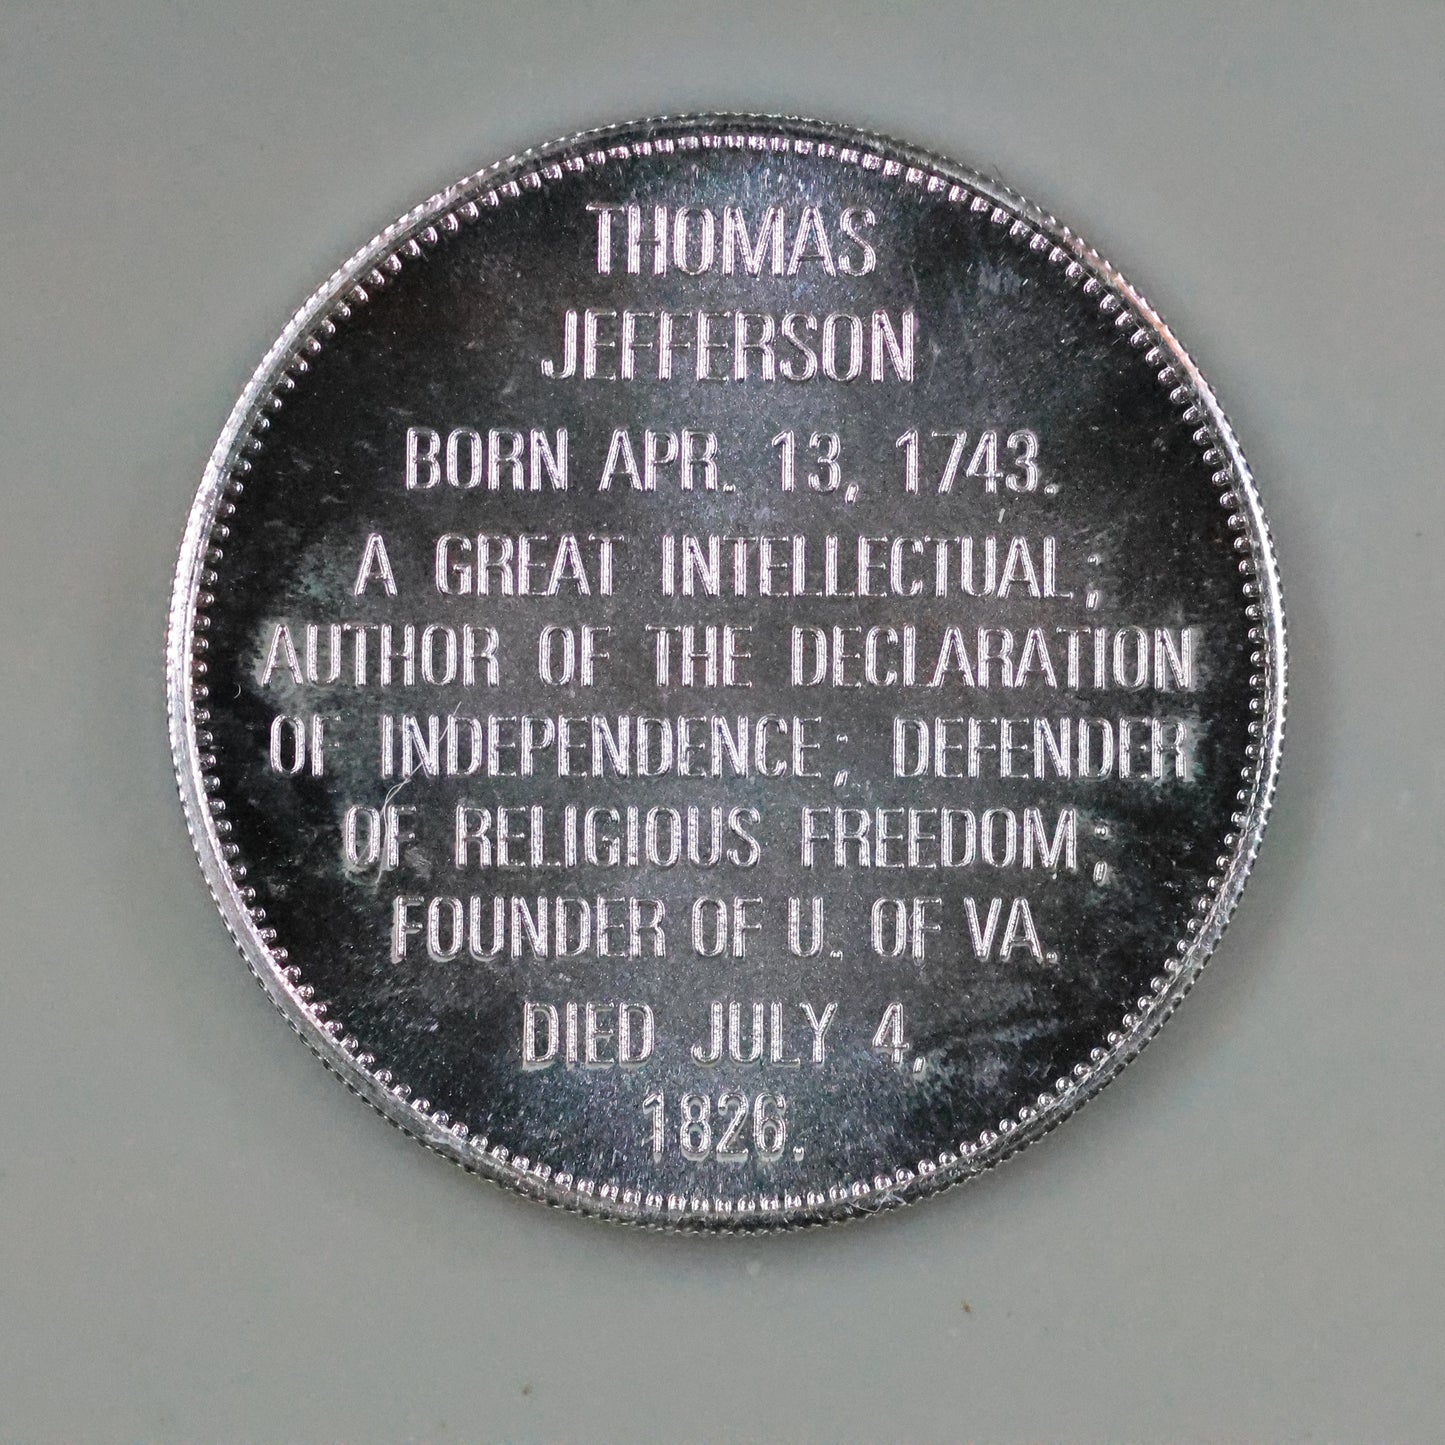 THOMAS
JEFFERSON
BORN APR. 13, 1743.
A GREAT INTELLECTUAL;
AUTHOR OF THE DECLARATION
OF INDEPENDENCE; DEFENDER
OF RELIGIOUS FREEDOM;
FOUNDER OF U. OF VA.
DIED JULY 4,
1826.